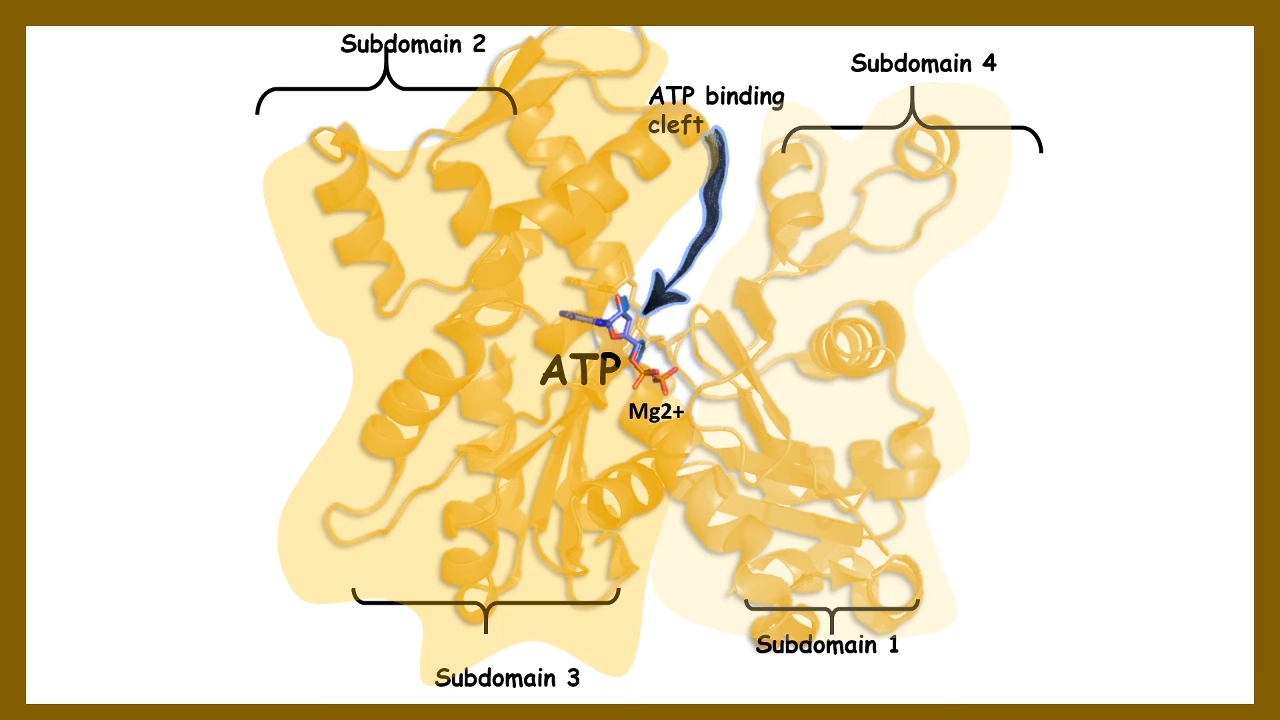 Subdomain 2
Subdomain 4
ATP binding
cleft
ATP
Mg2+
Subdomain 1
Subdomain 3